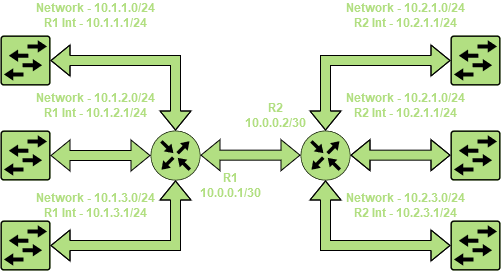 Network - 10.1.1.0/24
R1 Int - 10.1.1.1/24
Network - 10.2.1.0/24
R2 Int - 10.2.1.1/24
Network - 10.1.2.0/24
R1 Int - 10.1.2.1/24
Network - 10.2.1.0/24
R2 Int - 10.2.1.1/24
R2
10.0.0.2/30
R1
10.0.0.1/30
Network - 10.1.3.0/24
R1 Int - 10.1.3.1/24
Network - 10.2.3.0/24
R2 Int - 10.2.3.1/24